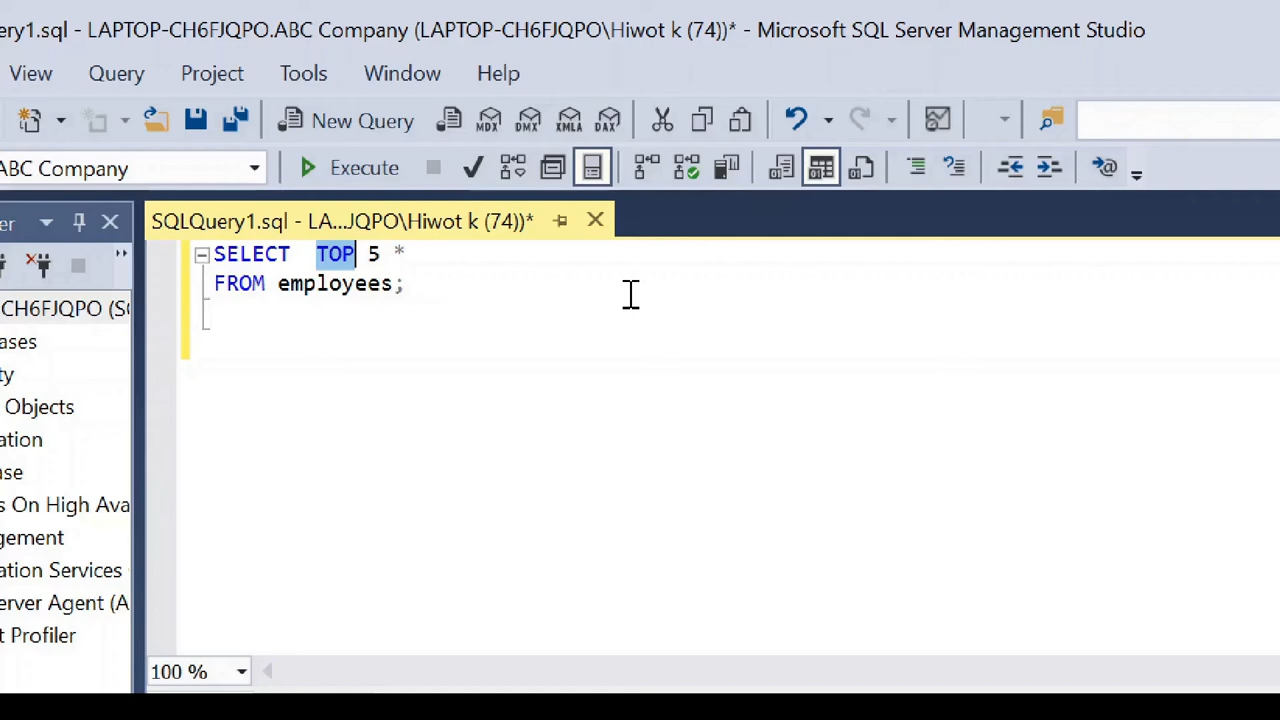 ery1.sql - LAPTOP-CH6FJQPO.ABC Company (LAPTOP-CH6FJQPO\Hiwot k (74))* - Microsoft SQL Server Management Studio
View Query Project Tools Window Help
New Query MDX DMX XMLA DAX
ABC Company Execute
er SQLQuery1.sql - LA...JQPO\Hiwot k (74))*
SELECT  TOP 5 *
FROM employees;
CH6FJQPO (SQ
ases
ty
Objects
ation
ase
s On High Ava
gement
ation Services
erver Agent (A
t Profiler
100 %